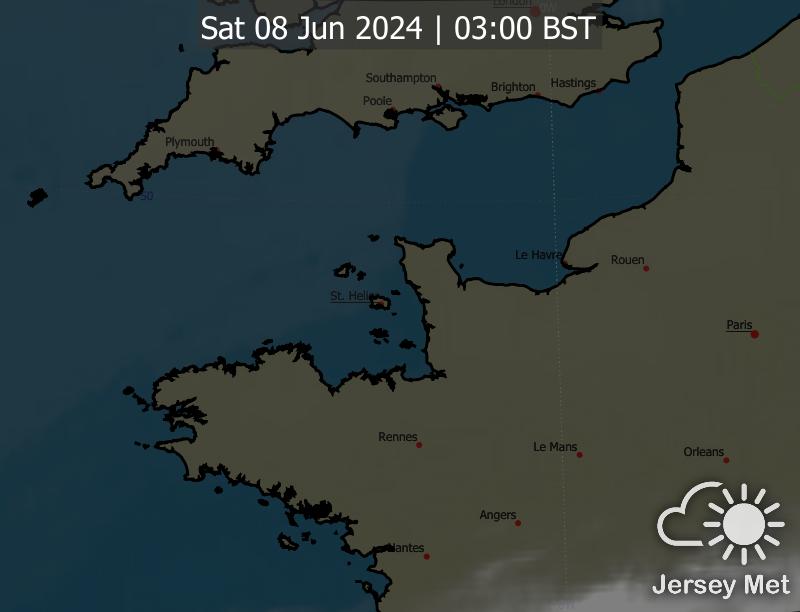 London
Sat 08 Jun 2024 | 03:00 BST
Southampton
Brighton
Hastings
Poole
Plymouth
50
Le Havre
Rouen
St. Helier
Paris
Rennes
Le Mans
Orleans
Angers
Nantes
Jersey Met